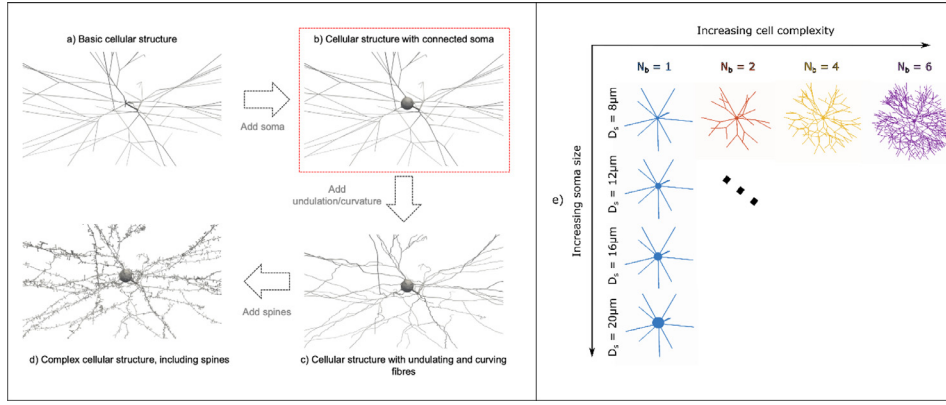 a) Basic cellular structure
b) Cellular structure with connected soma
Add soma
Add
undulation/curvature
Add spines
d) Complex cellular structure, including spines
c) Cellular structure with undulating and curving
fibres
e)
Increasing cell complexity
N_b = 1
N_b = 2
N_b = 4
N_b = 6
Increasing soma size
D_s = 8μm
D_s = 12μm
D_s = 16μm
D_s = 20μm